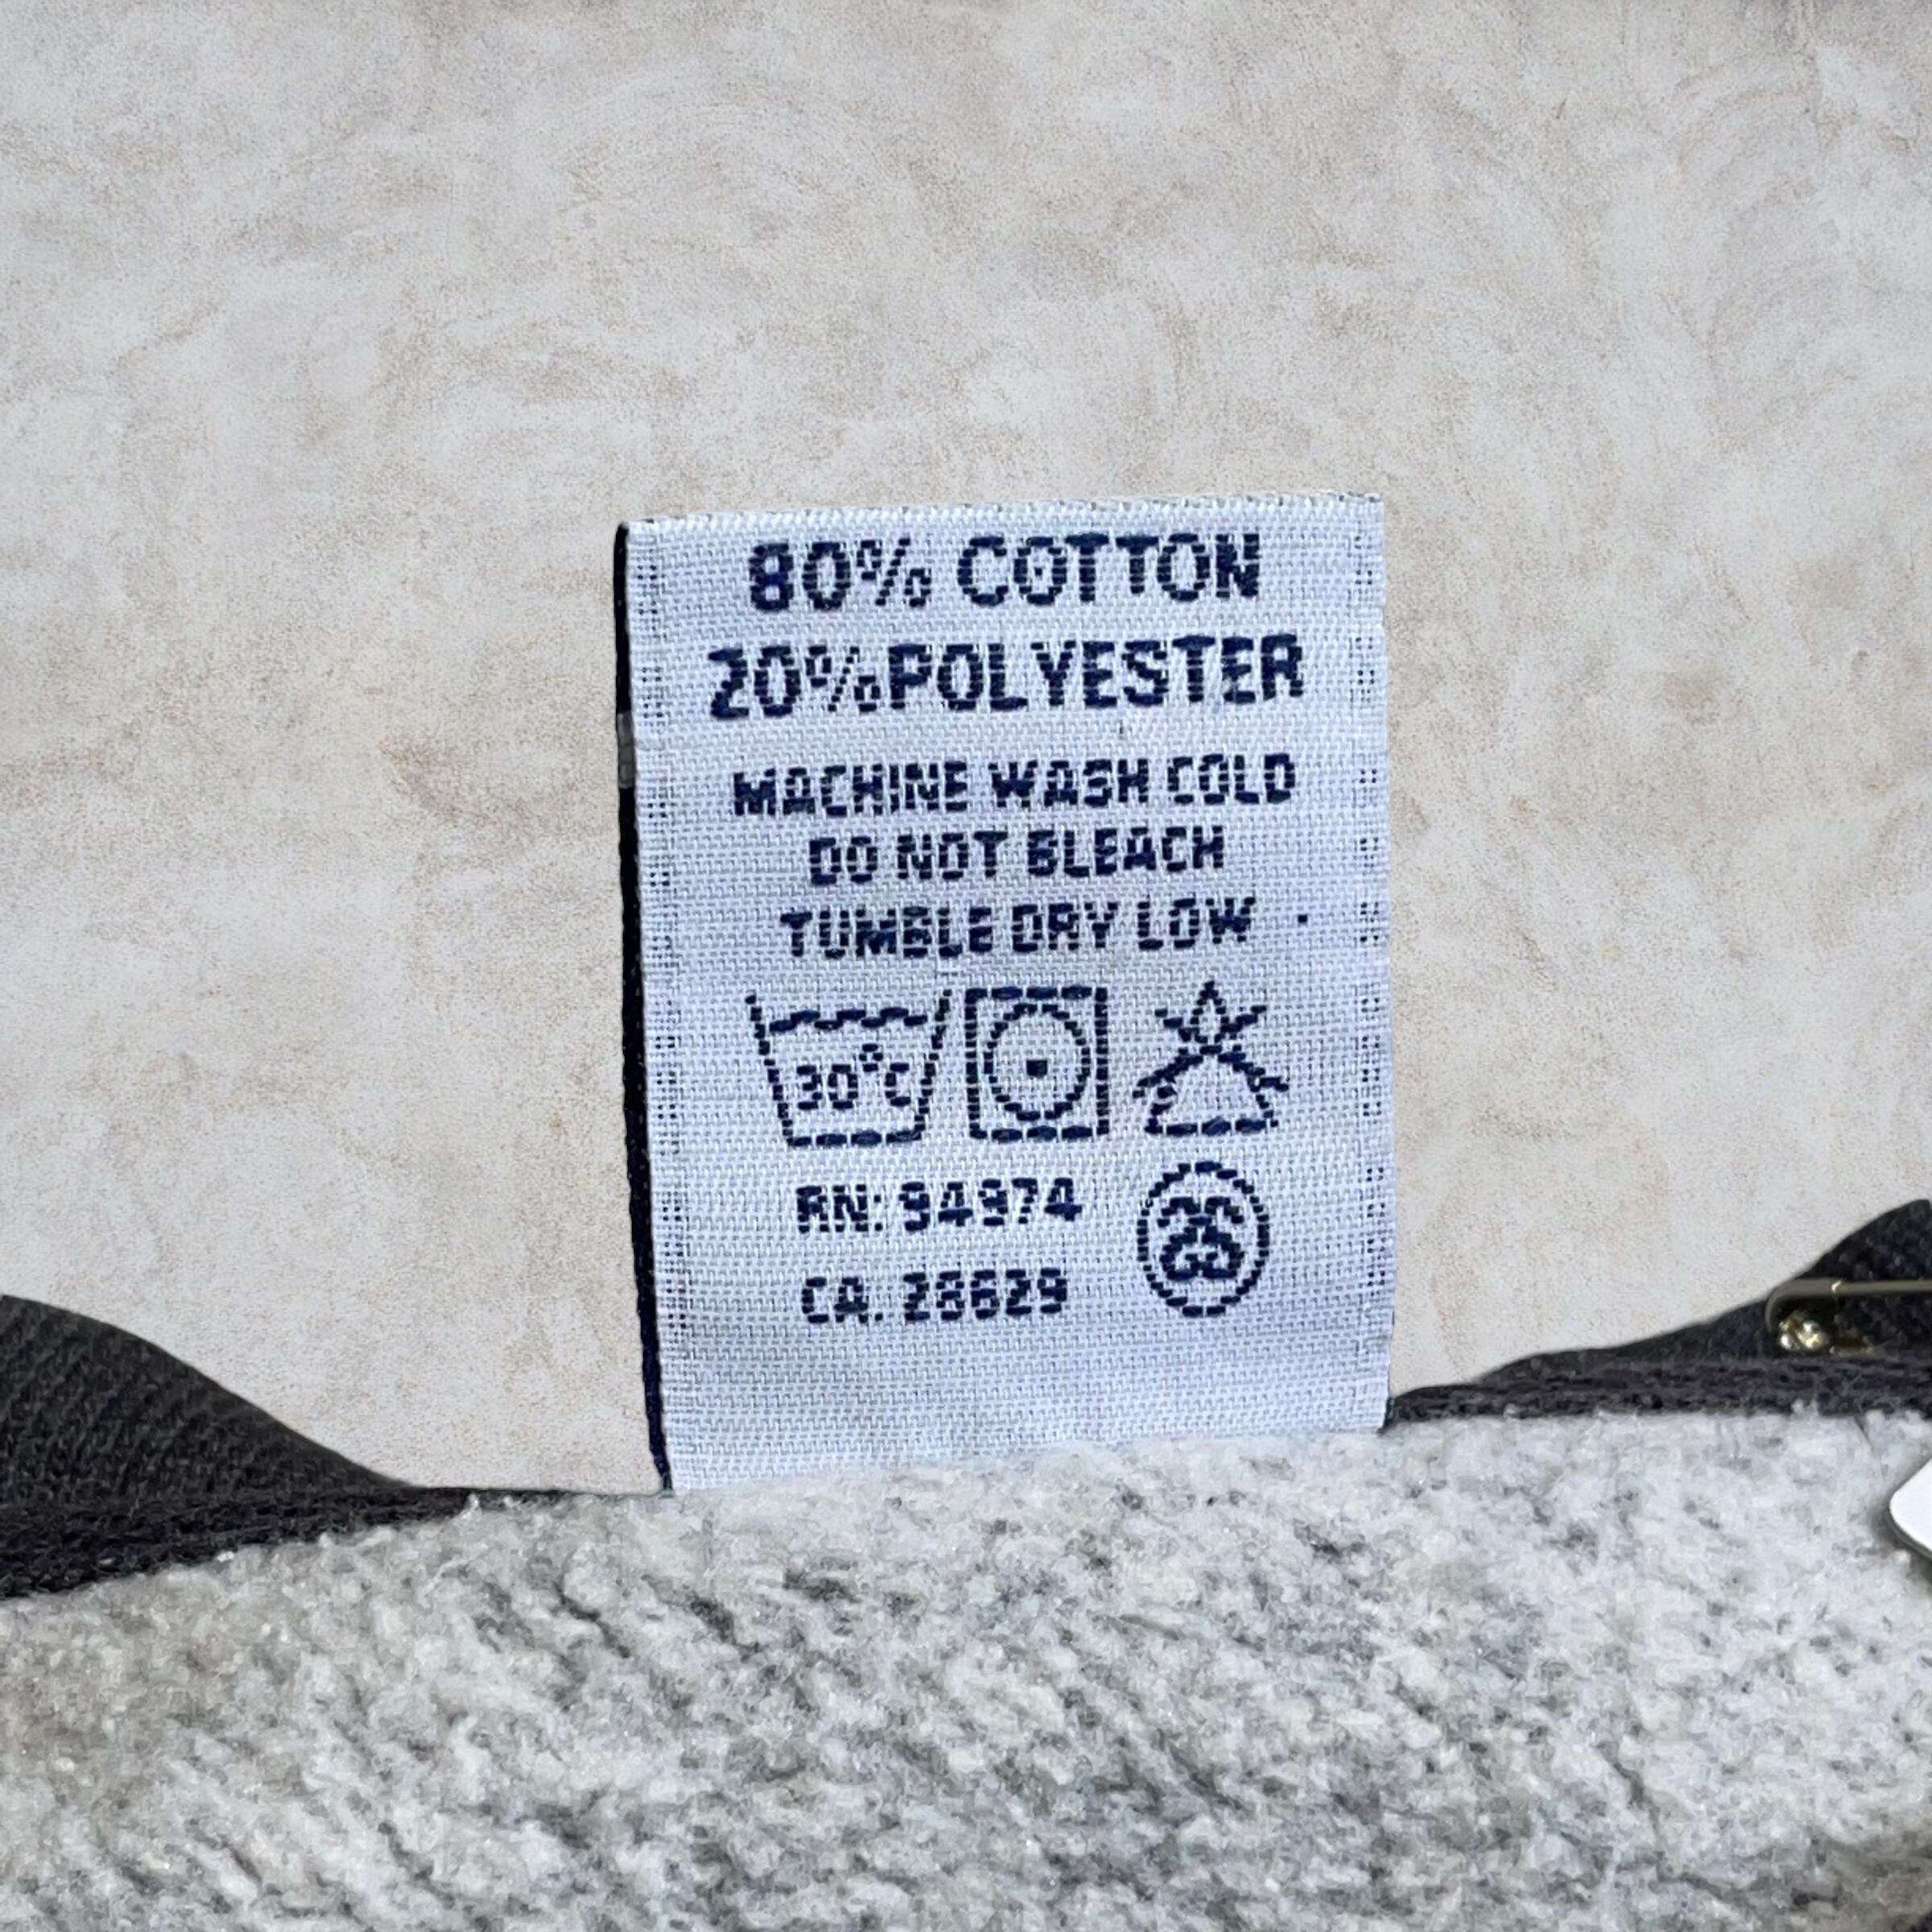 80% COTTON
20% POLYESTER
MACHINE WASH COLD
DO NOT BLEACH
TUMBLE DRY LOW
30°C
RN: 94974
CA: 28629